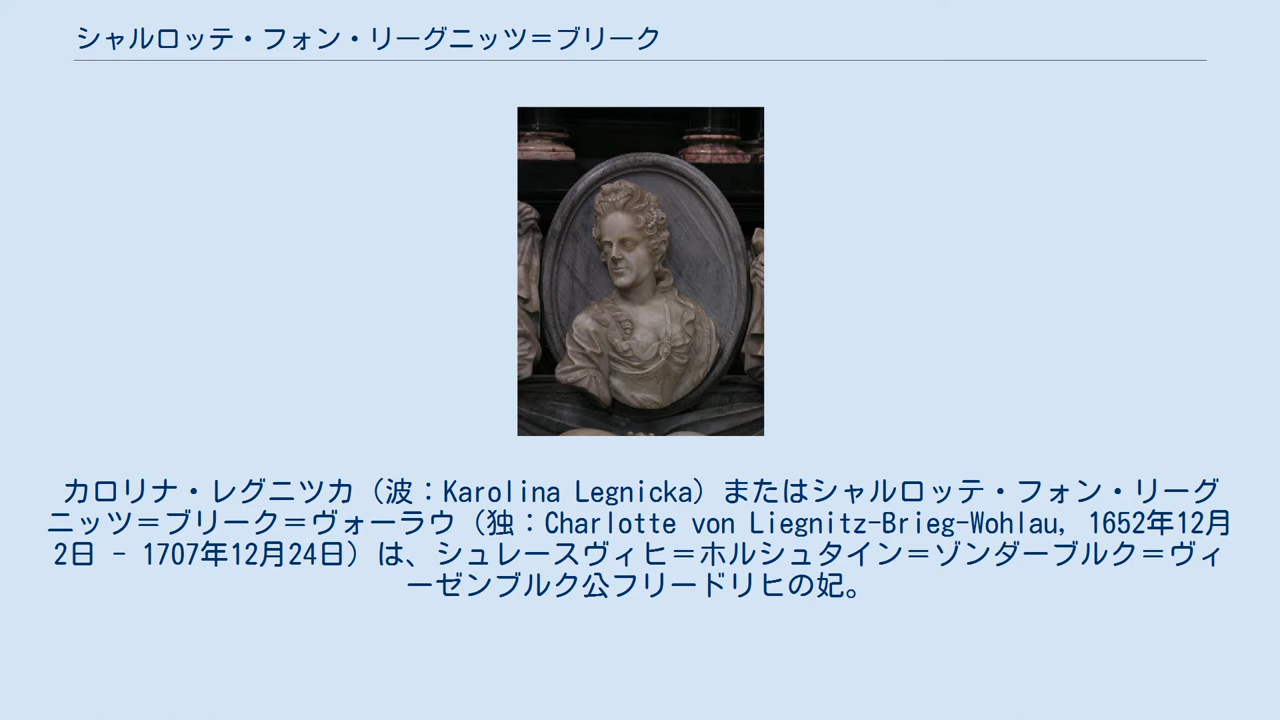 シャルロッテ・フォン・リーグニッツ＝ブリーク
カロリナ・レグニツカ（波：Karolina Legnicka）またはシャルロッテ・フォン・リーグ
ニッツ＝ブリーク＝ヴォーラウ（独：Charlotte von Liegnitz-Brieg-Wohlau, 1652年12月
2日 - 1707年12月24日）は、シュレースヴィヒ＝ホルシュタイン＝ゾンダーブルク＝ヴィ
ーゼンブルク公フリードリヒの妃。